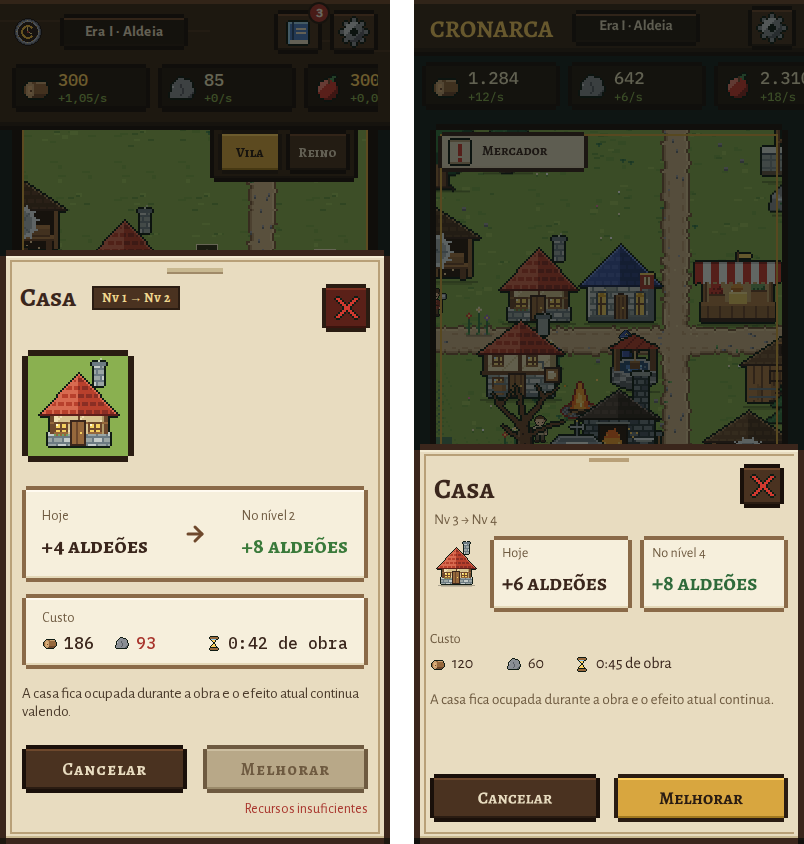 Era I · Aldeia
3
300
+1,05/s
85
+0/s
300
+0,0
VILA
REINO
CASA
Nv 1 → Nv 2
Hoje
+4 ALDEÕES
→
No nível 2
+8 ALDEÕES
Custo
186
93
0:42 de obra
A casa fica ocupada durante a obra e o efeito atual continua
valendo.
CANCELAR
MELHORAR
Recursos insuficientes
CRONARCA
Era I · Aldeia
1.284
+12/s
642
+6/s
2.310
+18/s
MERCADOR
CASA
Nv 3 → Nv 4
Hoje
+6 ALDEÕES
No nível 4
+8 ALDEÕES
Custo
120
60
0:45 de obra
A casa fica ocupada durante a obra e o efeito atual continua.
CANCELAR
MELHORAR